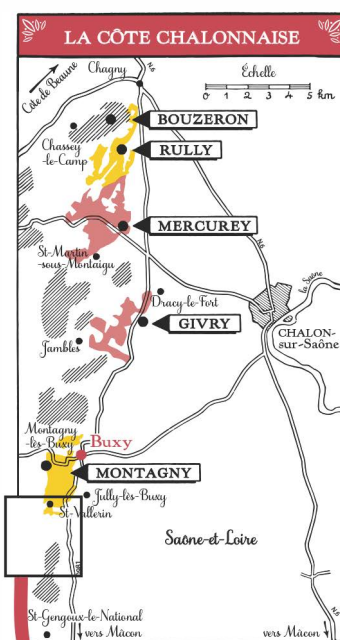 LA CÔTE CHALONNAISE
Chagny
N6
Échelle
0 1 2 3 4 5 km
Côte de Beaune
BOUZERON
Chassey
-le-Camp
RULLY
MERCUREY
N6
St-Martin
-sous-Montaigu
la Saône
Dracy-le-Fort
GIVRY
CHALON-
sur-Saône
Jambles
Montagny
-lès-Buxy
Buxy
MONTAGNY
Jully-lès-Buxy
St-Vallerin
Saône-et-Loire
D981
St-Gengoux-le-National
N6
vers Mâcon
vers Mâcon